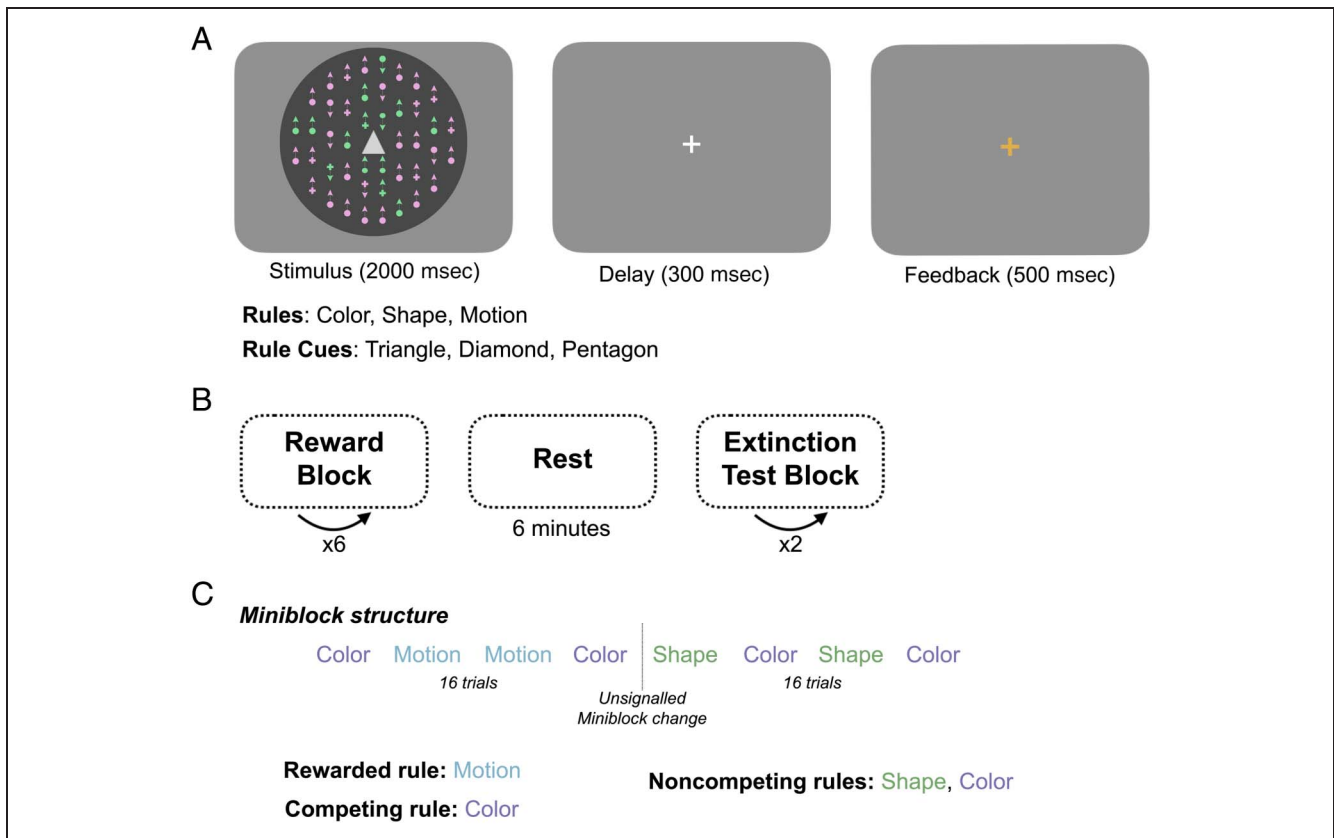 A
Stimulus (2000 msec)
Delay (300 msec)
Feedback (500 msec)
Rules: Color, Shape, Motion
Rule Cues: Triangle, Diamond, Pentagon
B
Reward
Block
x6
Rest
6 minutes
Extinction
Test Block
x2
C
Miniblock structure
Color Motion Motion Color Shape Color Shape Color
16 trials
16 trials
Unsignalled
Miniblock change
Rewarded rule: Motion
Competing rule: Color
Noncompeting rules: Shape, Color